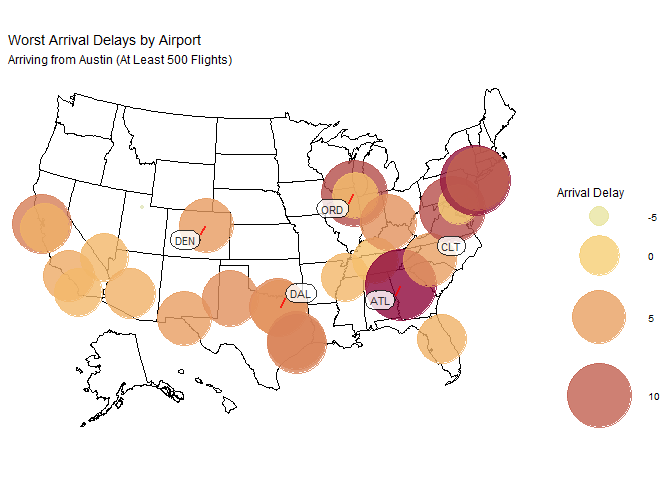 Worst Arrival Delays by Airport
Arriving from Austin (At Least 500 Flights)
ORD
DEN
CLT
DAL
ATL
Arrival Delay
-5
0
5
10